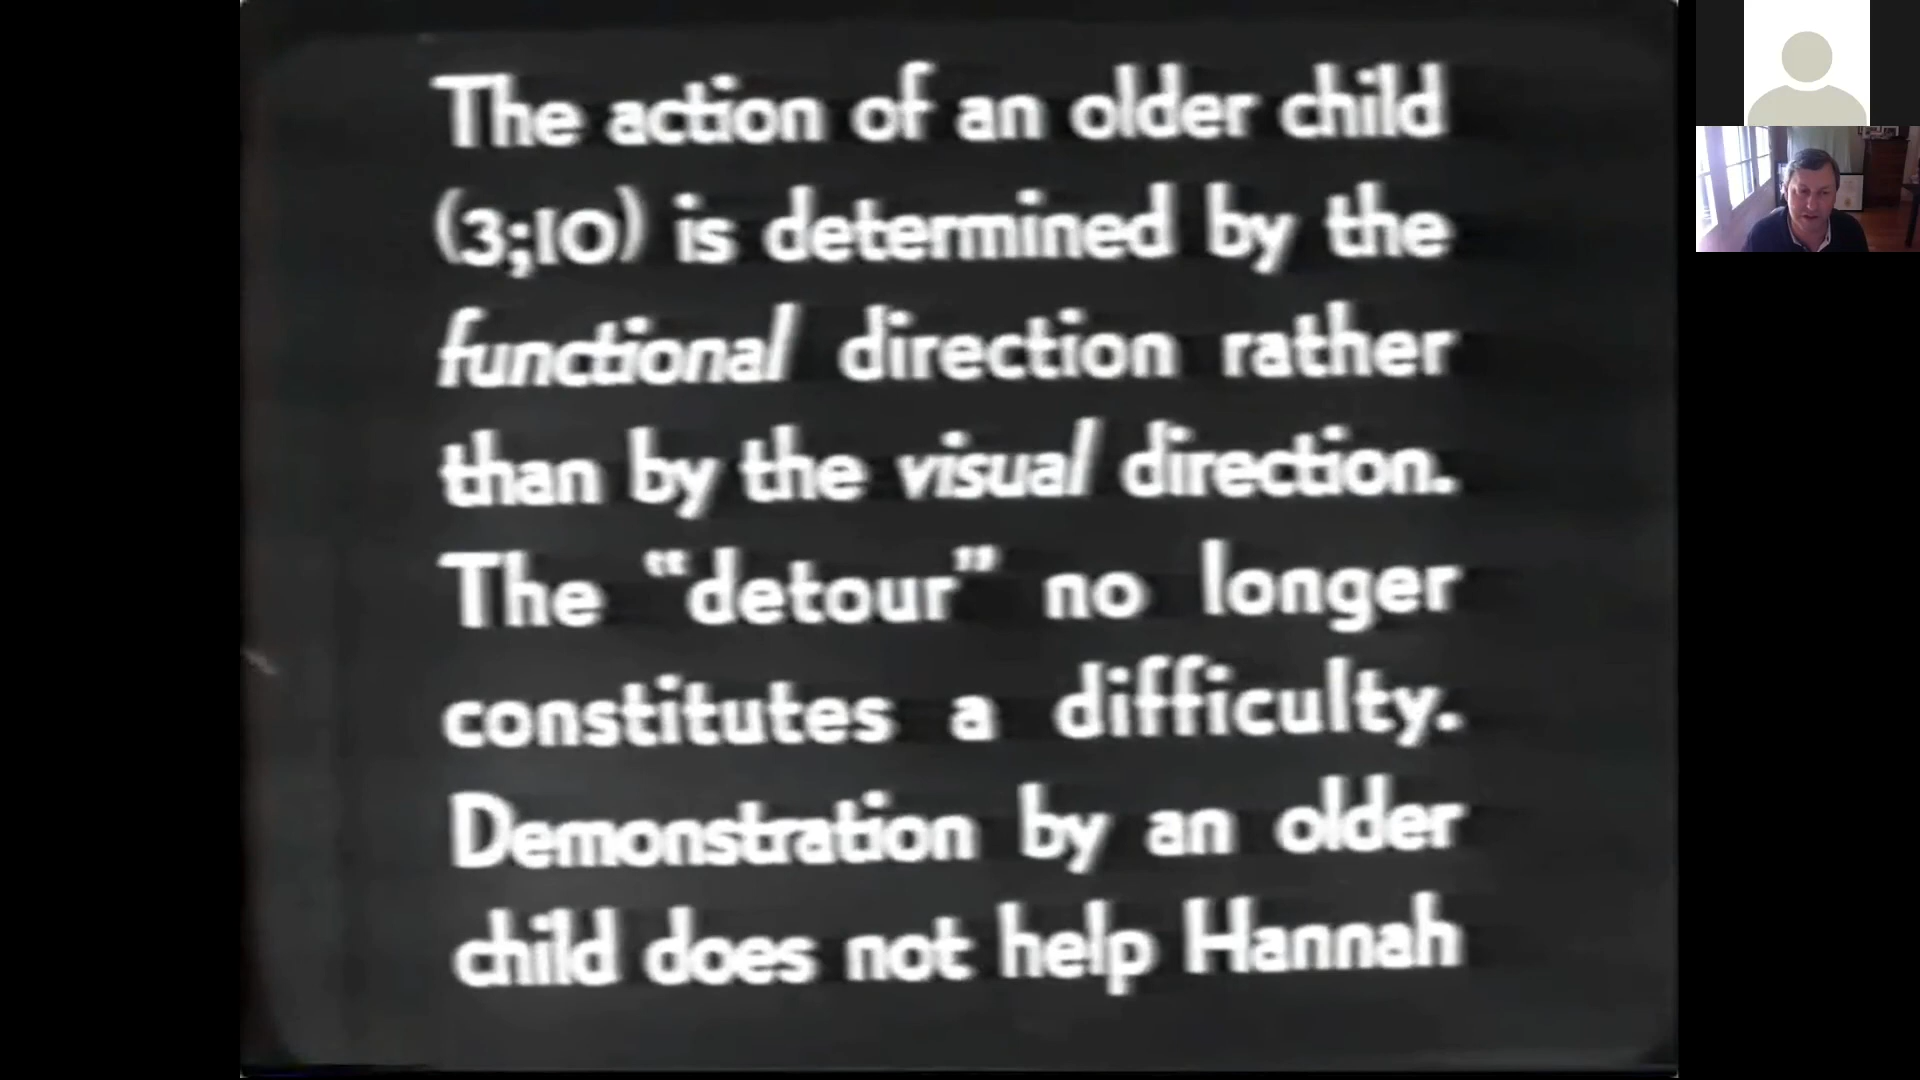 The action of an older child
(3;10) is determined by the
functional direction rather
than by the visual direction.
The “detour” no longer
constitutes a difficulty.
Demonstration by an older
child does not help Hannah